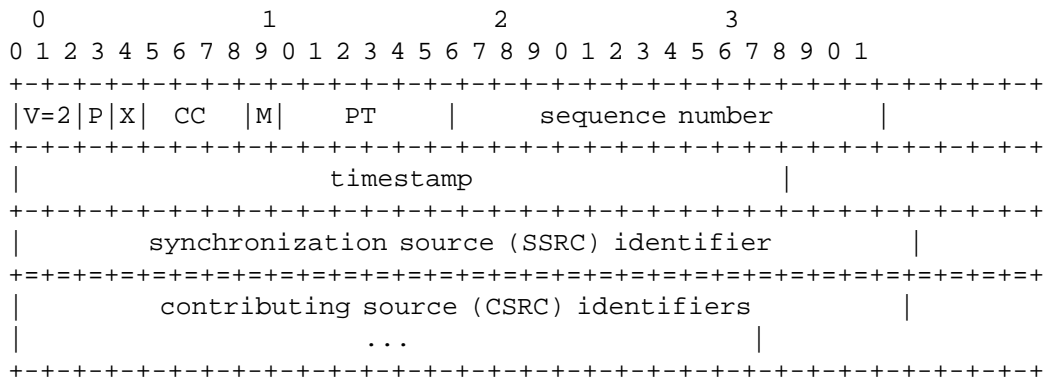 0 1 2 3
0 1 2 3 4 5 6 7 8 9 0 1 2 3 4 5 6 7 8 9 0 1 2 3 4 5 6 7 8 9 0 1
+-+-+-+-+-+-+-+-+-+-+-+-+-+-+-+-+-+-+-+-+-+-+-+-+-+-+-+-+-+-+-+-+
|V=2|P|X| CC |M| PT | sequence number |
+-+-+-+-+-+-+-+-+-+-+-+-+-+-+-+-+-+-+-+-+-+-+-+-+-+-+-+-+-+-+-+-+
| timestamp |
+-+-+-+-+-+-+-+-+-+-+-+-+-+-+-+-+-+-+-+-+-+-+-+-+-+-+-+-+-+-+-+-+
| synchronization source (SSRC) identifier |
+=+=+=+=+=+=+=+=+=+=+=+=+=+=+=+=+=+=+=+=+=+=+=+=+=+=+=+=+=+=+=+=+
| contributing source (CSRC) identifiers |
| ... |
+-+-+-+-+-+-+-+-+-+-+-+-+-+-+-+-+-+-+-+-+-+-+-+-+-+-+-+-+-+-+-+-+